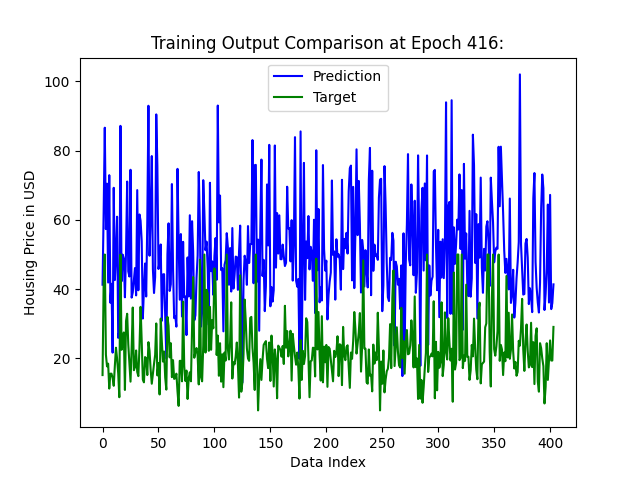 Training Output Comparison at Epoch 416:
Prediction
Target
Housing Price in USD
100
80
60
40
20
0
50
100
150
200
250
300
350
400
Data Index